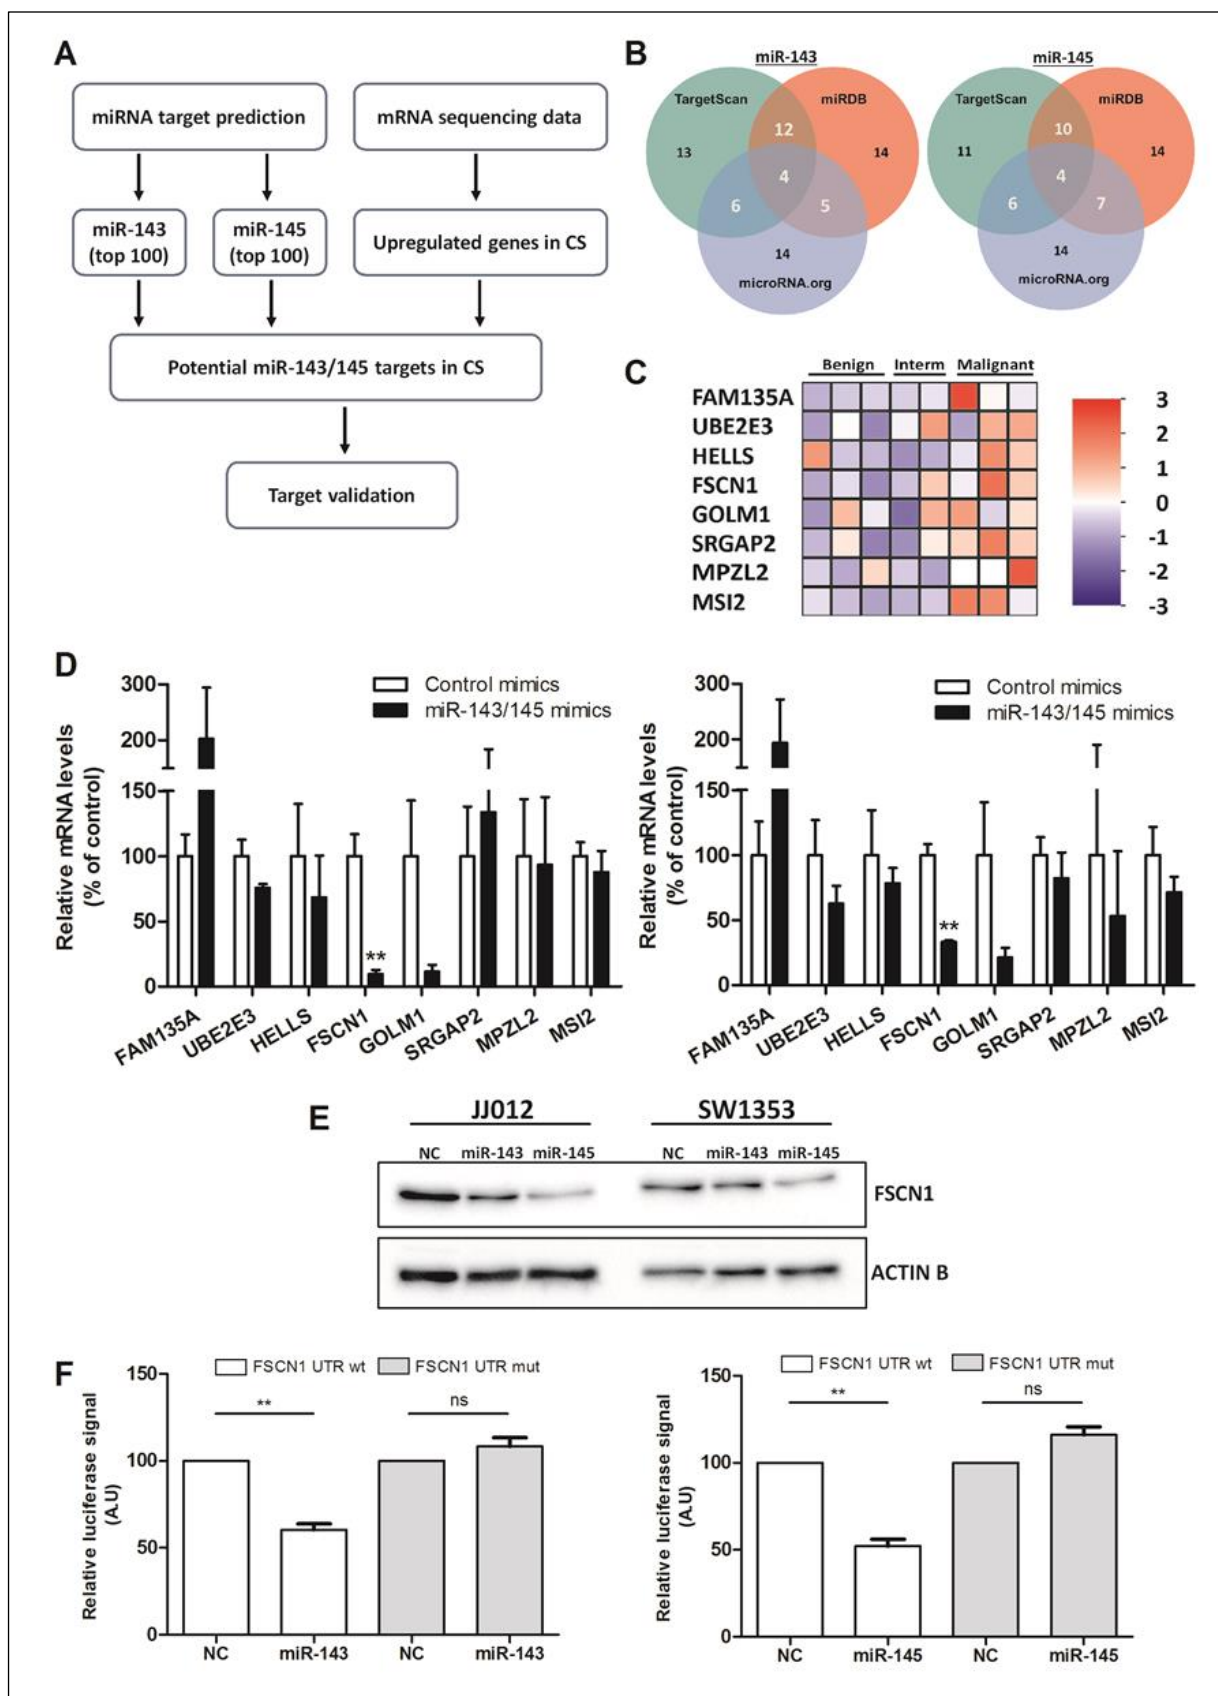 A
miRNA target prediction
mRNA sequencing data
miR-143
(top 100)
miR-145
(top 100)
Upregulated genes in CS
Potential miR-143/145 targets in CS
Target validation
B
miR-143
TargetScan
miRDB
12
13
14
4
6
5
14
microRNA.org
miR-145
TargetScan
miRDB
10
11
14
4
6
7
14
microRNA.org
C
Benign Interm Malignant
FAM135A
UBE2E3
HELLS
FSCN1
GOLM1
SRGAP2
MPZL2
MSI2
3
2
1
0
-1
-2
-3
D
Relative mRNA levels
(% of control)
300
200
150
100
50
0
Control mimics
miR-143/145 mimics
**
FAM135A
UBE2E3
HELLS
FSCN1
GOLM1
SRGAP2
MPZL2
MSI2
Relative mRNA levels
(% of control)
300
200
150
100
50
0
Control mimics
miR-143/145 mimics
**
FAM135A
UBE2E3
HELLS
FSCN1
GOLM1
SRGAP2
MPZL2
MSI2
E
JJ012 SW1353
NC miR-143 miR-145 NC miR-143 miR-145
FSCN1
ACTIN B
F
Relative luciferase signal
(A.U)
150
100
50
0
FSCN1 UTR wt FSCN1 UTR mut
** ns
NC miR-143 NC miR-143
Relative luciferase signal
(A.U)
150
100
50
0
FSCN1 UTR wt FSCN1 UTR mut
** ns
NC miR-145 NC miR-145